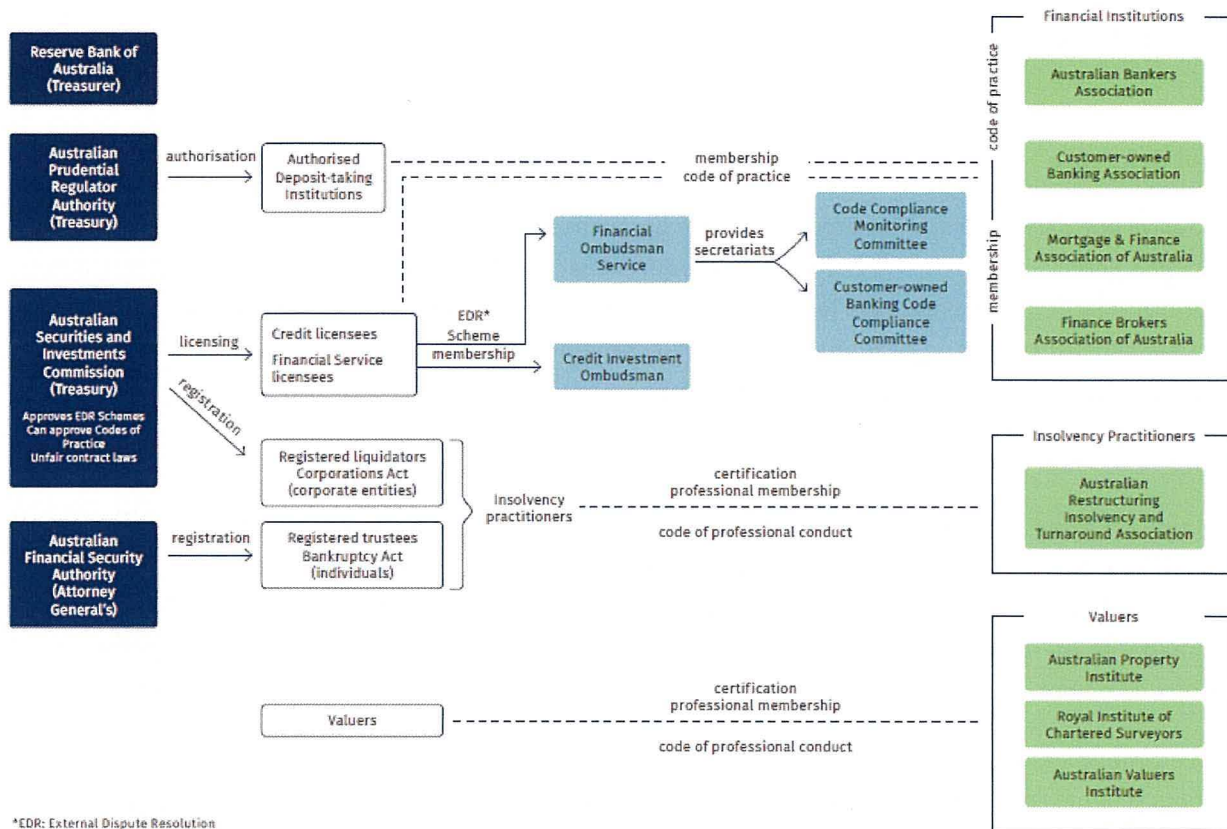 Reserve Bank of
Australia
(Treasurer)
Australian
Prudential
Regulator
Authority
(Treasury)
authorisation
Authorised
Deposit-taking
Institutions
membership
code of practice
Financial
Ombudsman
Service
provides
secretariats
Code Compliance
Monitoring
Committee
Customer-owned
Banking Code
Compliance
Committee
Australian
Securities and
Investments
Commission
(Treasury)
Approves EDR Schemes
Can approve Codes of
Practice
Unfair contract laws
licensing
registration
Credit licensees
Financial Service
licensees
EDR*
Scheme
membership
Credit Investment
Ombudsman
Registered liquidators
Corporations Act
(corporate entities)
Australian
Financial Security
Authority
(Attorney
General's)
registration
Registered trustees
Bankruptcy Act
(individuals)
Insolvency
practitioners
certification
professional membership
code of professional conduct
Valuers
certification
professional membership
code of professional conduct
Financial Institutions
code of practice
membership
Australian Bankers
Association
Customer-owned
Banking Association
Mortgage & Finance
Association of Australia
Finance Brokers
Association of Australia
Insolvency Practitioners
Australian
Restructuring
Insolvency and
Turnaround Association
Valuers
Australian Property
Institute
Royal Institute of
Chartered Surveyors
Australian Valuers
Institute
*EDR: External Dispute Resolution